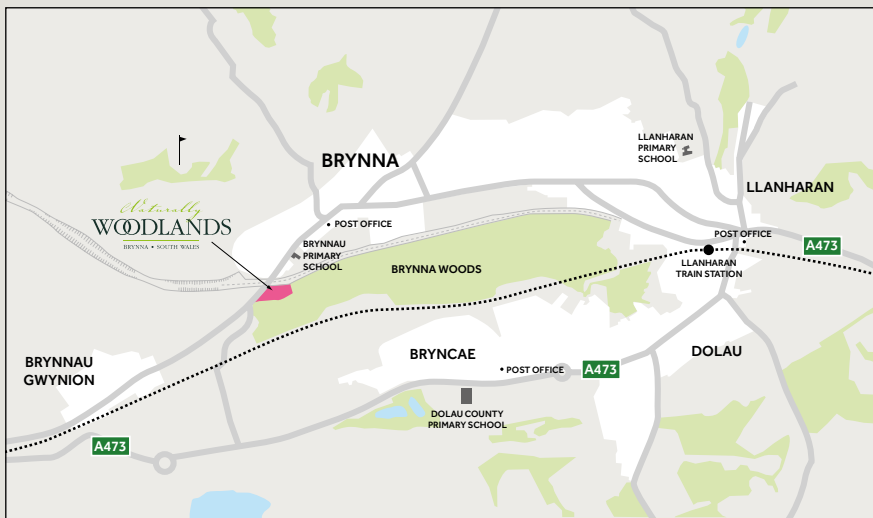 LLANHARAN
PRIMARY
SCHOOL
BRYNNA
LLANHARAN
Naturally
WOODLANDS
BRYNNA • SOUTH WALES
POST OFFICE
POST OFFICE
A473
BRYNNAU
PRIMARY
SCHOOL
BRYNNA WOODS
LLANHARAN
TRAIN STATION
BRYNNAU
GWYNION
BRYNCAE
DOLAU
POST OFFICE
A473
DOLAU COUNTY
PRIMARY SCHOOL
A473